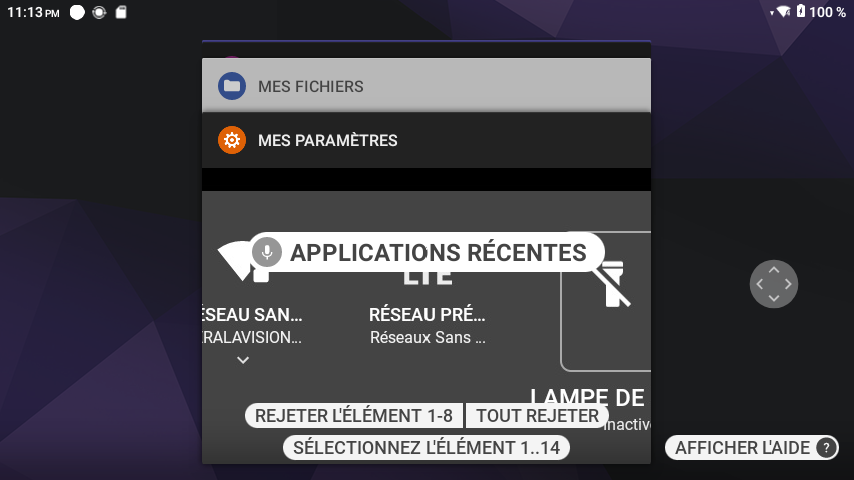 11:13 PM
100 %
MES FICHIERS
MES PARAMÈTRES
APPLICATIONS RÉCENTES
LTE
ÉSEAU SAN...
RÉSEAU PRÉ...
RALAVISION...
Réseaux Sans ...
LAMPE DE
Inactive
REJETER L'ÉLÉMENT 1-8
TOUT REJETER
SÉLECTIONNEZ L'ÉLÉMENT 1..14
AFFICHER L'AIDE ?